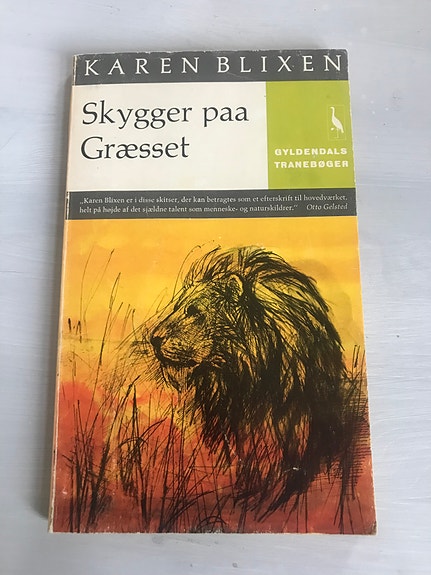 KAREN BLIXEN
Skygger paa
Græsset
GYLDENDALS
TRANEBØGER
„Karen Blixen er i disse skitser, der kan betragtes som et efterskrift til hovedværket,
helt på højde af det sjældne talent som menneske- og naturskildrer.” Otto Gelsted